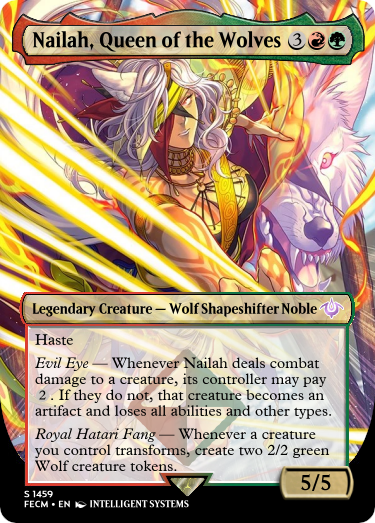 Nailah, Queen of the Wolves 3
Legendary Creature — Wolf Shapeshifter Noble
Haste
Evil Eye — Whenever Nailah deals combat
damage to a creature, its controller may pay
2 . If they do not, that creature becomes an
artifact and loses all abilities and other types.
Royal Hatari Fang — Whenever a creature
you control transforms, create two 2/2 green
Wolf creature tokens.
5/5
S 1459
FECM • EN INTELLIGENT SYSTEMS